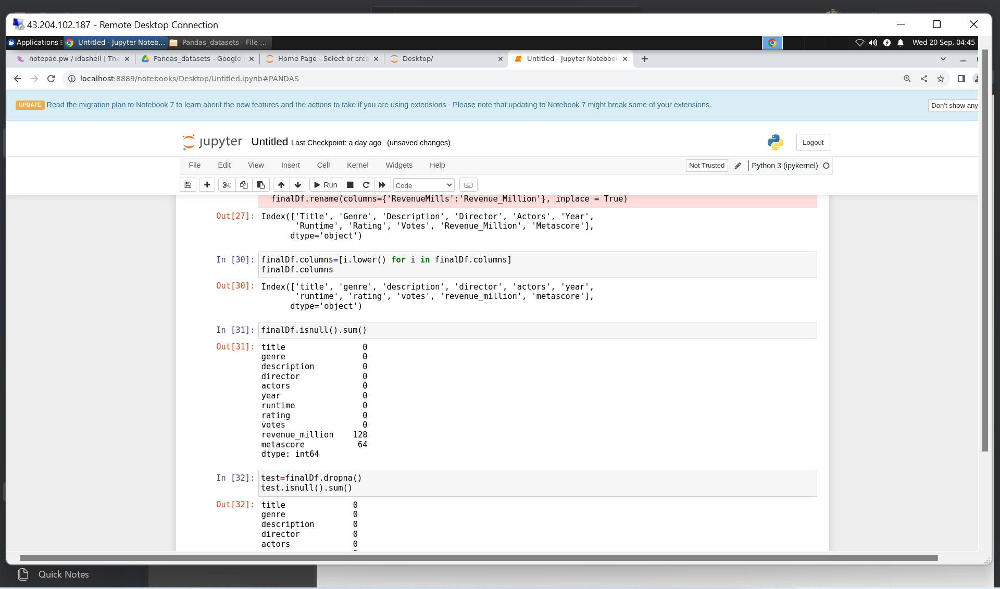 43.204.102.187 - Remote Desktop Connection
Applications
Untitled - Jupyter Noteb...
Pandas_datasets - File ...
Wed 20 Sep, 04:45
notepad.pw / idashell | The
Pandas_datasets - Google
Home Page - Select or crea
Desktop/
Untitled - Jupyter Notebook
localhost:8889/notebooks/Desktop/Untitled.ipynb#PANDAS
UPDATE Read the migration plan to Notebook 7 to learn about the new features and the actions to take if you are using extensions - Please note that updating to Notebook 7 might break some of your extensions.
Don't show any
jupyter Untitled Last Checkpoint: a day ago (unsaved changes)
Logout
File Edit View Insert Cell Kernel Widgets Help
Not Trusted
Python 3 (ipykernel)
Run
Code
finalDf.rename(columns={'RevenueMills':'Revenue_Million'}, inplace = True)
Out[27]: Index(['Title', 'Genre', 'Description', 'Director', 'Actors', 'Year',
'Runtime', 'Rating', 'Votes', 'Revenue_Million', 'Metascore'],
dtype='object')
In [30]: finalDf.columns=[i.lower() for i in finalDf.columns]
finalDf.columns
Out[30]: Index(['title', 'genre', 'description', 'director', 'actors', 'year',
'runtime', 'rating', 'votes', 'revenue_million', 'metascore'],
dtype='object')
In [31]: finalDf.isnull().sum()
Out[31]: title 0
genre 0
description 0
director 0
actors 0
year 0
runtime 0
rating 0
votes 0
revenue_million 128
metascore 64
dtype: int64
In [32]: test=finalDf.dropna()
test.isnull().sum()
Out[32]: title 0
genre 0
description 0
director 0
actors 0
Quick Notes